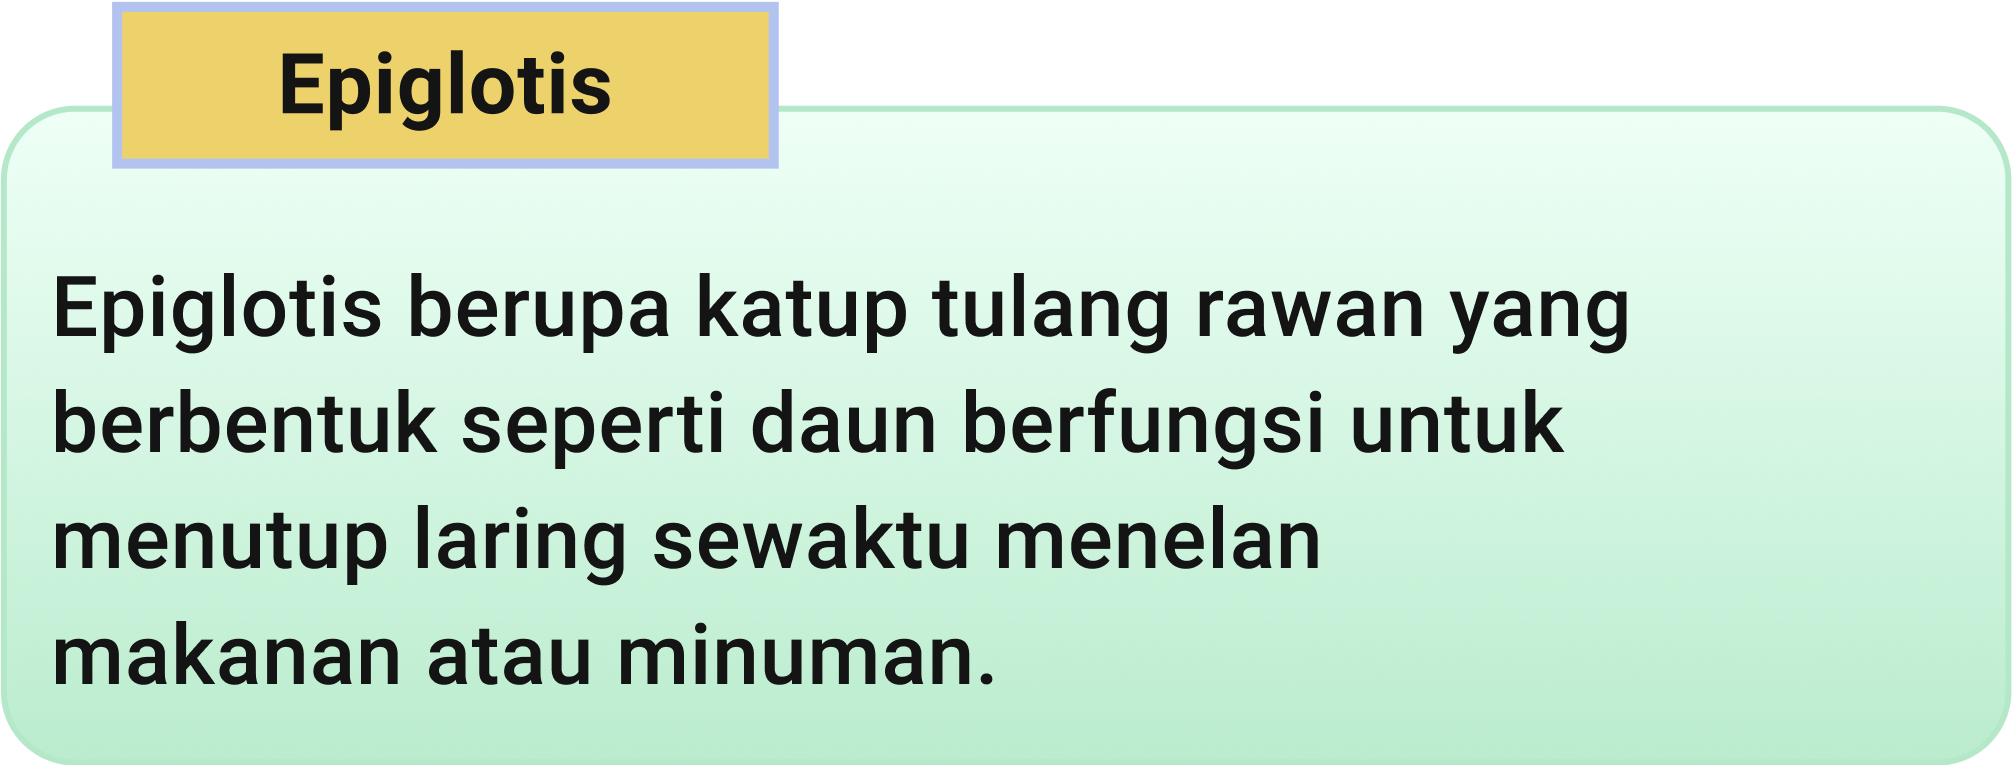 Epiglotis
Epiglotis berupa katup tulang rawan yang
berbentuk seperti daun berfungsi untuk
menutup laring sewaktu menelan
makanan atau minuman.